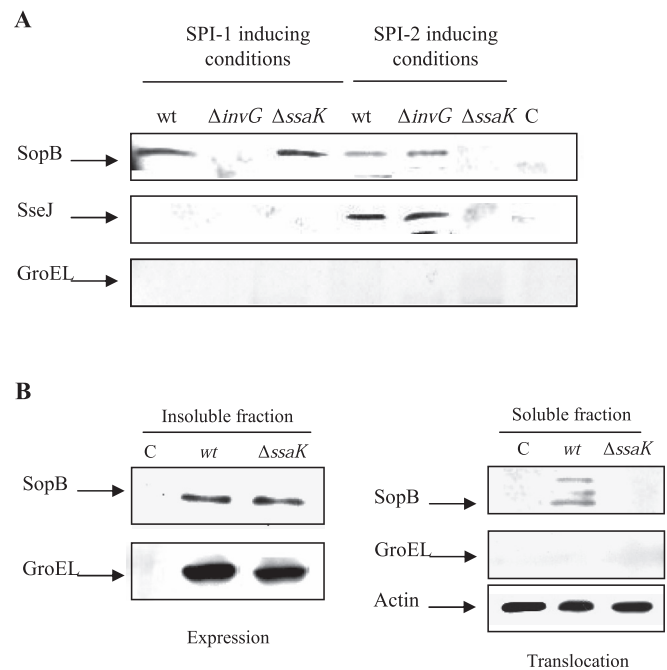 A
SPI-1 inducing conditions
SPI-2 inducing conditions
wt ΔinvG ΔssaK wt ΔinvG ΔssaK C
SopB
SseJ
GroEL
B
Insoluble fraction
C wt ΔssaK
SopB
GroEL
Expression
Soluble fraction
C wt ΔssaK
SopB
GroEL
Actin
Translocation